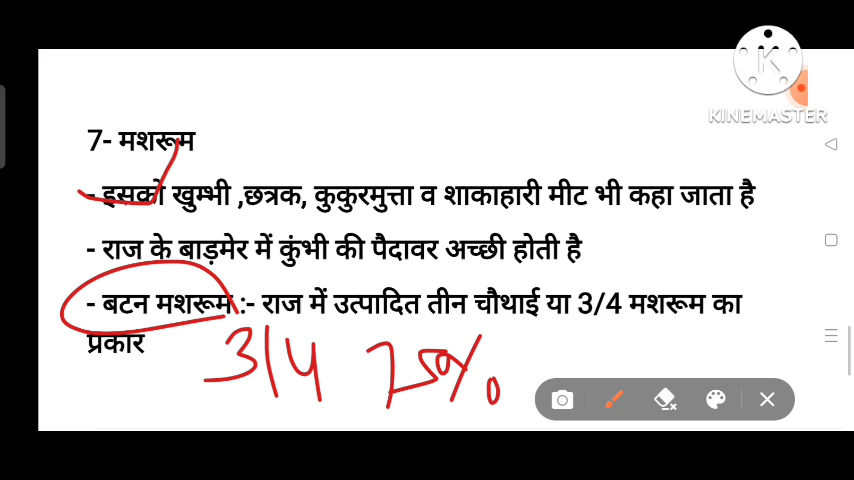 KINEMASTER
7- मशरूम
- इसको खुम्भी ,छत्रक, कुकुरमुत्ता व शाकाहारी मीट भी कहा जाता है
- राज के बाड़मेर में कुंभी की पैदावर अच्छी होती है
- बटन मशरूम :- राज में उत्पादित तीन चौथाई या 3/4 मशरूम का
प्रकार
3/4 75%